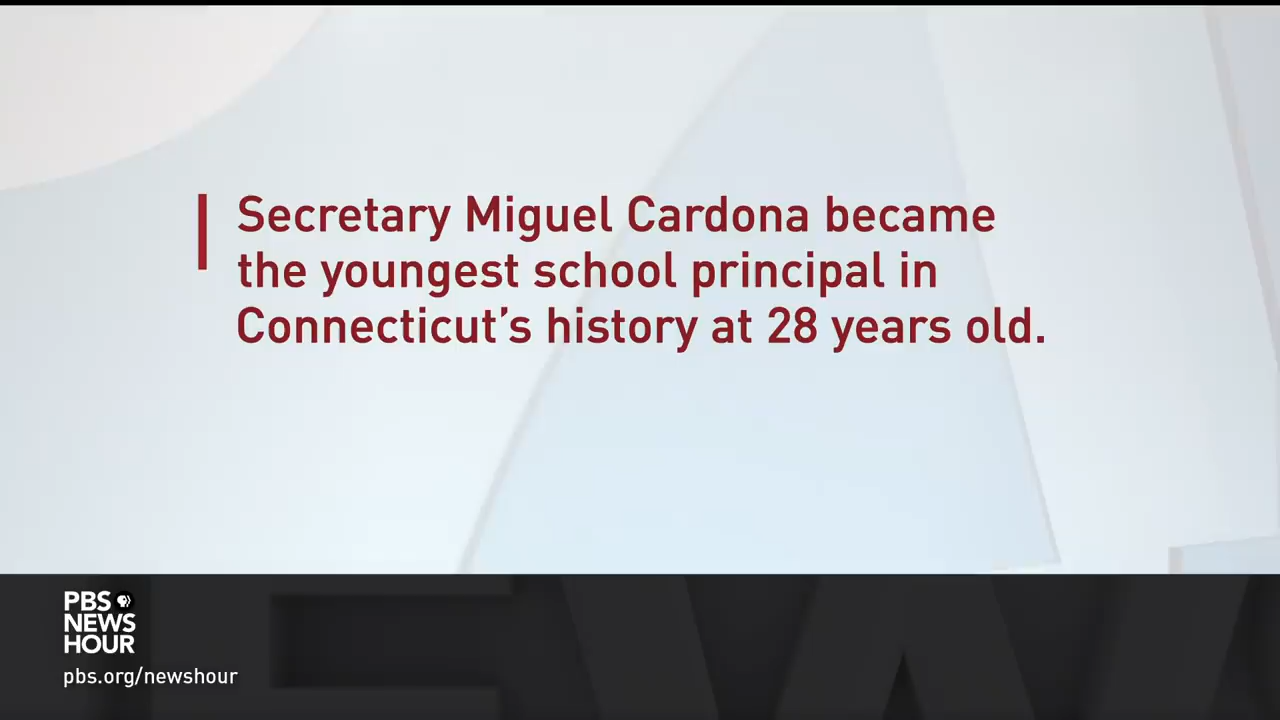 Secretary Miguel Cardona became
the youngest school principal in
Connecticut’s history at 28 years old.
PBS
NEWS
HOUR
pbs.org/newshour